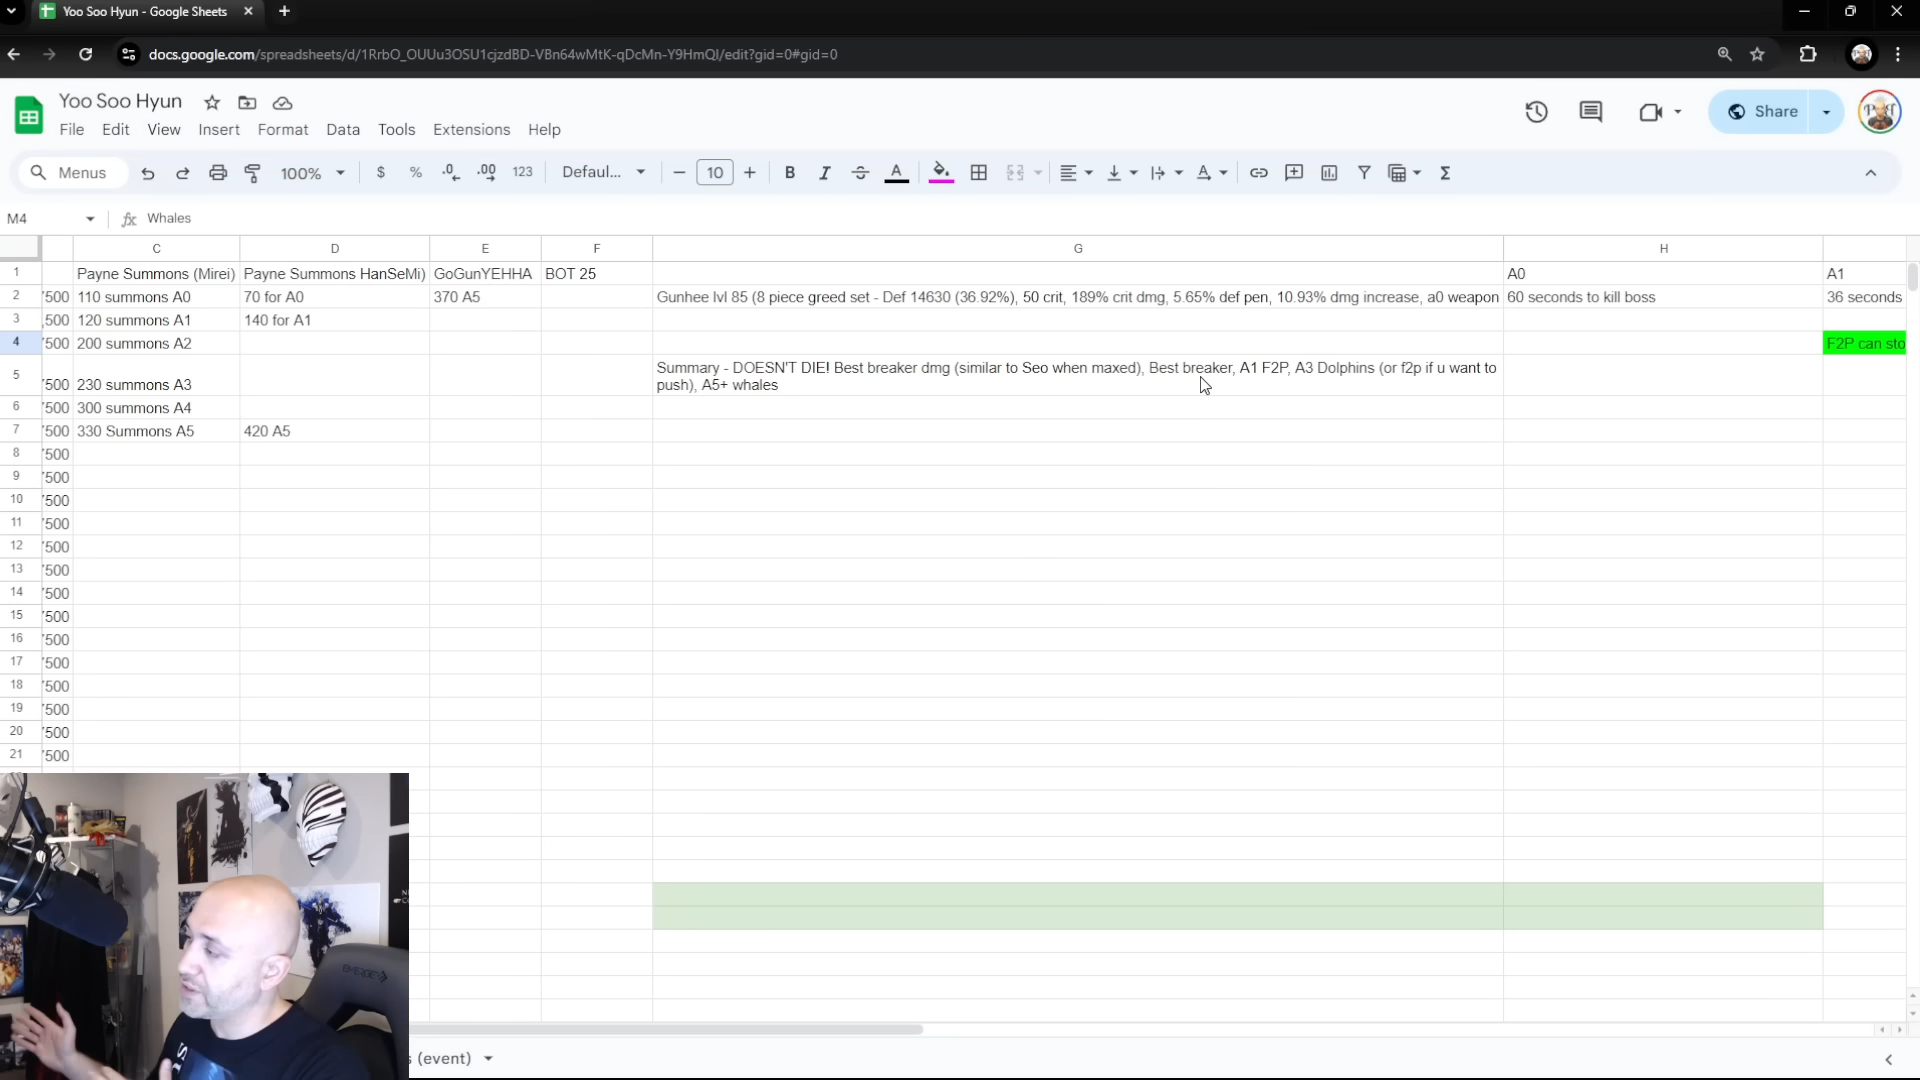 Yoo Soo Hyun - Google Sheets
docs.google.com/spreadsheets/d/1RrbO_OUUu3OSU1cjzdBD-VBn64wMtK-qDcMn-Y9HmQJ/edit?gid=0#gid=0
Yoo Soo Hyun
File Edit View Insert Format Data Tools Extensions Help
Share
Menus 100% $ % .0 .00 123 Defaul... 10 B I A
M4 fx Whales
C D E F G H
1 Payne Summons (Mirei) Payne Summons HanSeMi) GoGunYEHHA BOT 25 A0 A1
2 '500 110 summons A0 70 for A0 370 A5 Gunhee lvl 85 (8 piece greed set - Def 14630 (36.92%), 50 crit, 189% crit dmg, 5.65% def pen, 10.93% dmg increase, a0 weapon 60 seconds to kill boss 36 seconds
3 ,500 120 summons A1 140 for A1
4 '500 200 summons A2 F2P can sto
Summary - DOESN'T DIE! Best breaker dmg (similar to Seo when maxed), Best breaker, A1 F2P, A3 Dolphins (or f2p if u want to
5 '500 230 summons A3 push), A5+ whales
6 '500 300 summons A4
7 '500 330 Summons A5 420 A5
8 '500
9 '500
10 '500
11 '500
12 '500
13 '500
14 '500
15 '500
16 '500
17 '500
18 '500
19 '500
20 '500
21 '500
(event)